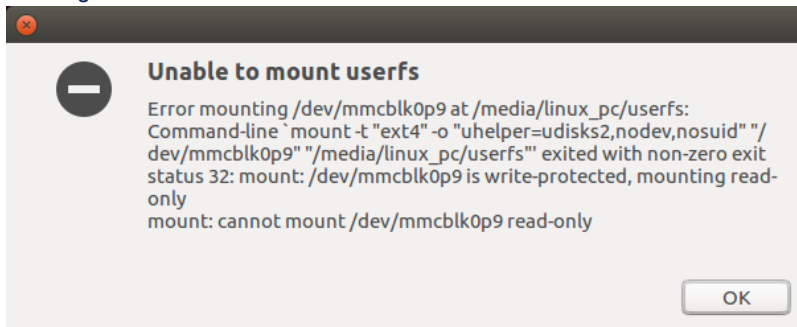 Unable to mount userfs
Error mounting /dev/mmcblk0p9 at /media/linux_pc/userfs:
Command-line `mount -t "ext4" -o "uhelper=udisks2,nodev,nosuid" "/
dev/mmcblk0p9" "/media/linux_pc/userfs"' exited with non-zero exit
status 32: mount: /dev/mmcblk0p9 is write-protected, mounting read-
only
mount: cannot mount /dev/mmcblk0p9 read-only
OK